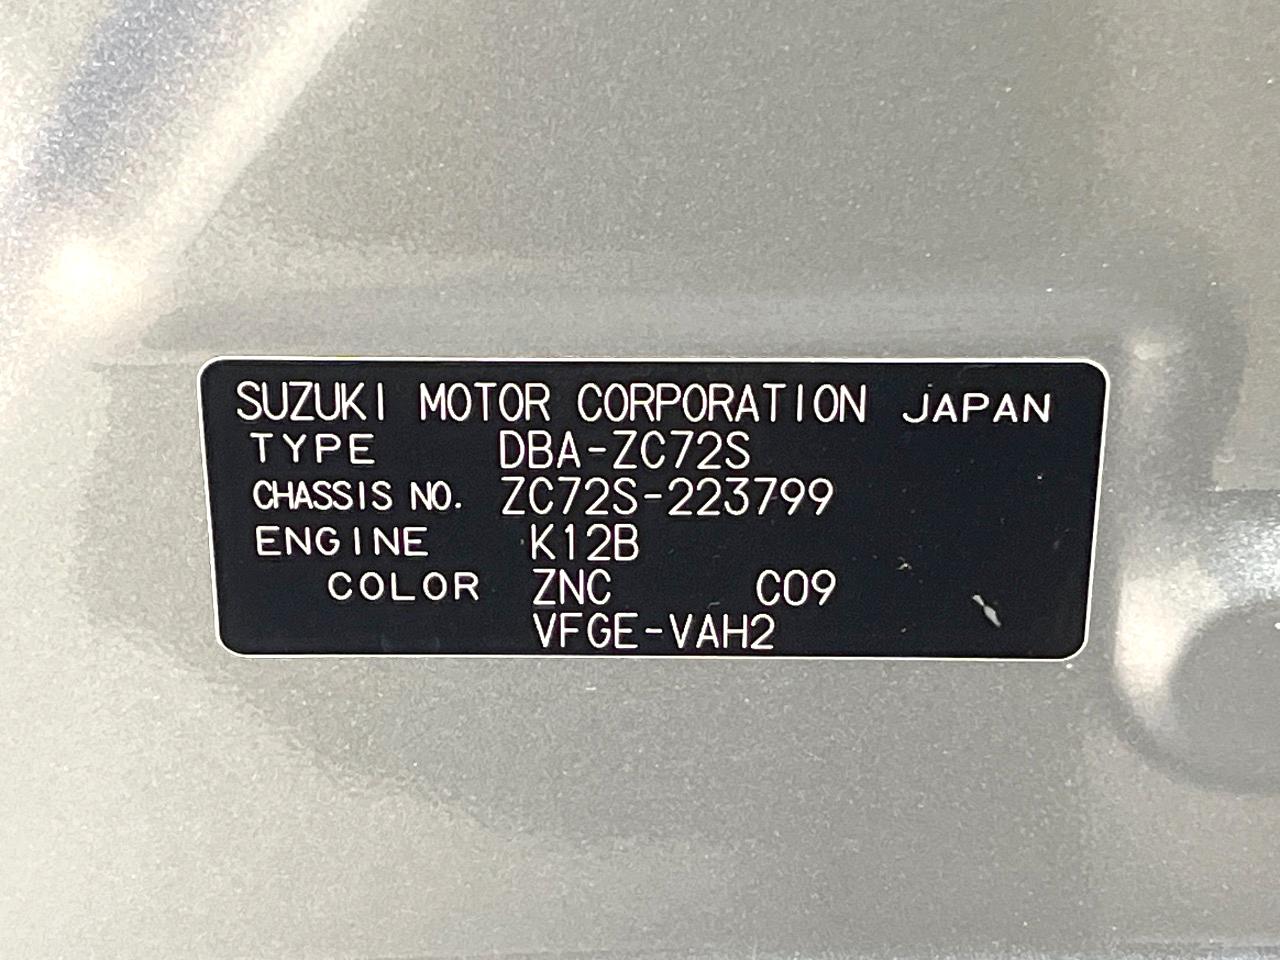 SUZUKI MOTOR CORPORATION JAPAN
TYPE DBA-ZC72S
CHASSIS NO. ZC72S-223799
ENGINE K12B
COLOR ZNC C09
VFGE-VAH2